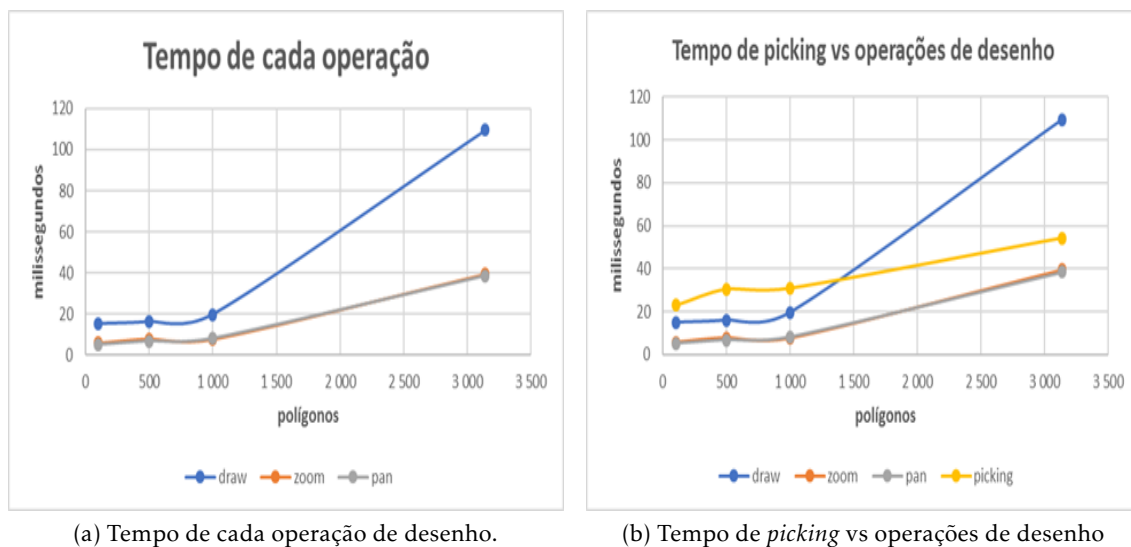 Tempo de cada operação
120
100
80
60
40
20
0
milissegundos
0 500 1 000 1 500 2 000 2 500 3 000 3 500
polígonos
draw zoom pan
(a) Tempo de cada operação de desenho.
Tempo de picking vs operações de desenho
120
100
80
60
40
20
0
milissegundos
0 500 1 000 1 500 2 000 2 500 3 000 3 500
polígonos
draw zoom pan picking
(b) Tempo de picking vs operações de desenho